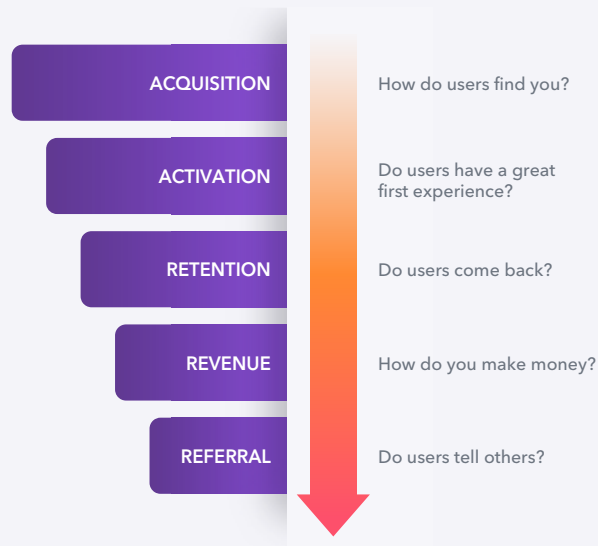 ACQUISITION
How do users find you?
ACTIVATION
Do users have a great
first experience?
RETENTION
Do users come back?
REVENUE
How do you make money?
REFERRAL
Do users tell others?